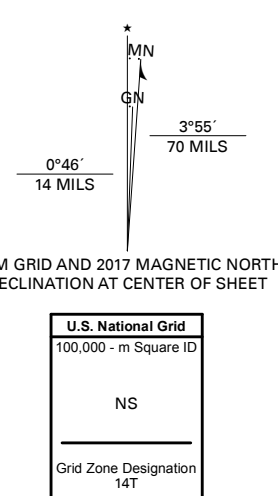 ★
MN
GN
3°55´
70 MILS
0°46´
14 MILS
M GRID AND 2017 MAGNETIC NORTH
ECLINATION AT CENTER OF SHEET
U.S. National Grid
100,000 - m Square ID
NS
Grid Zone Designation
14T